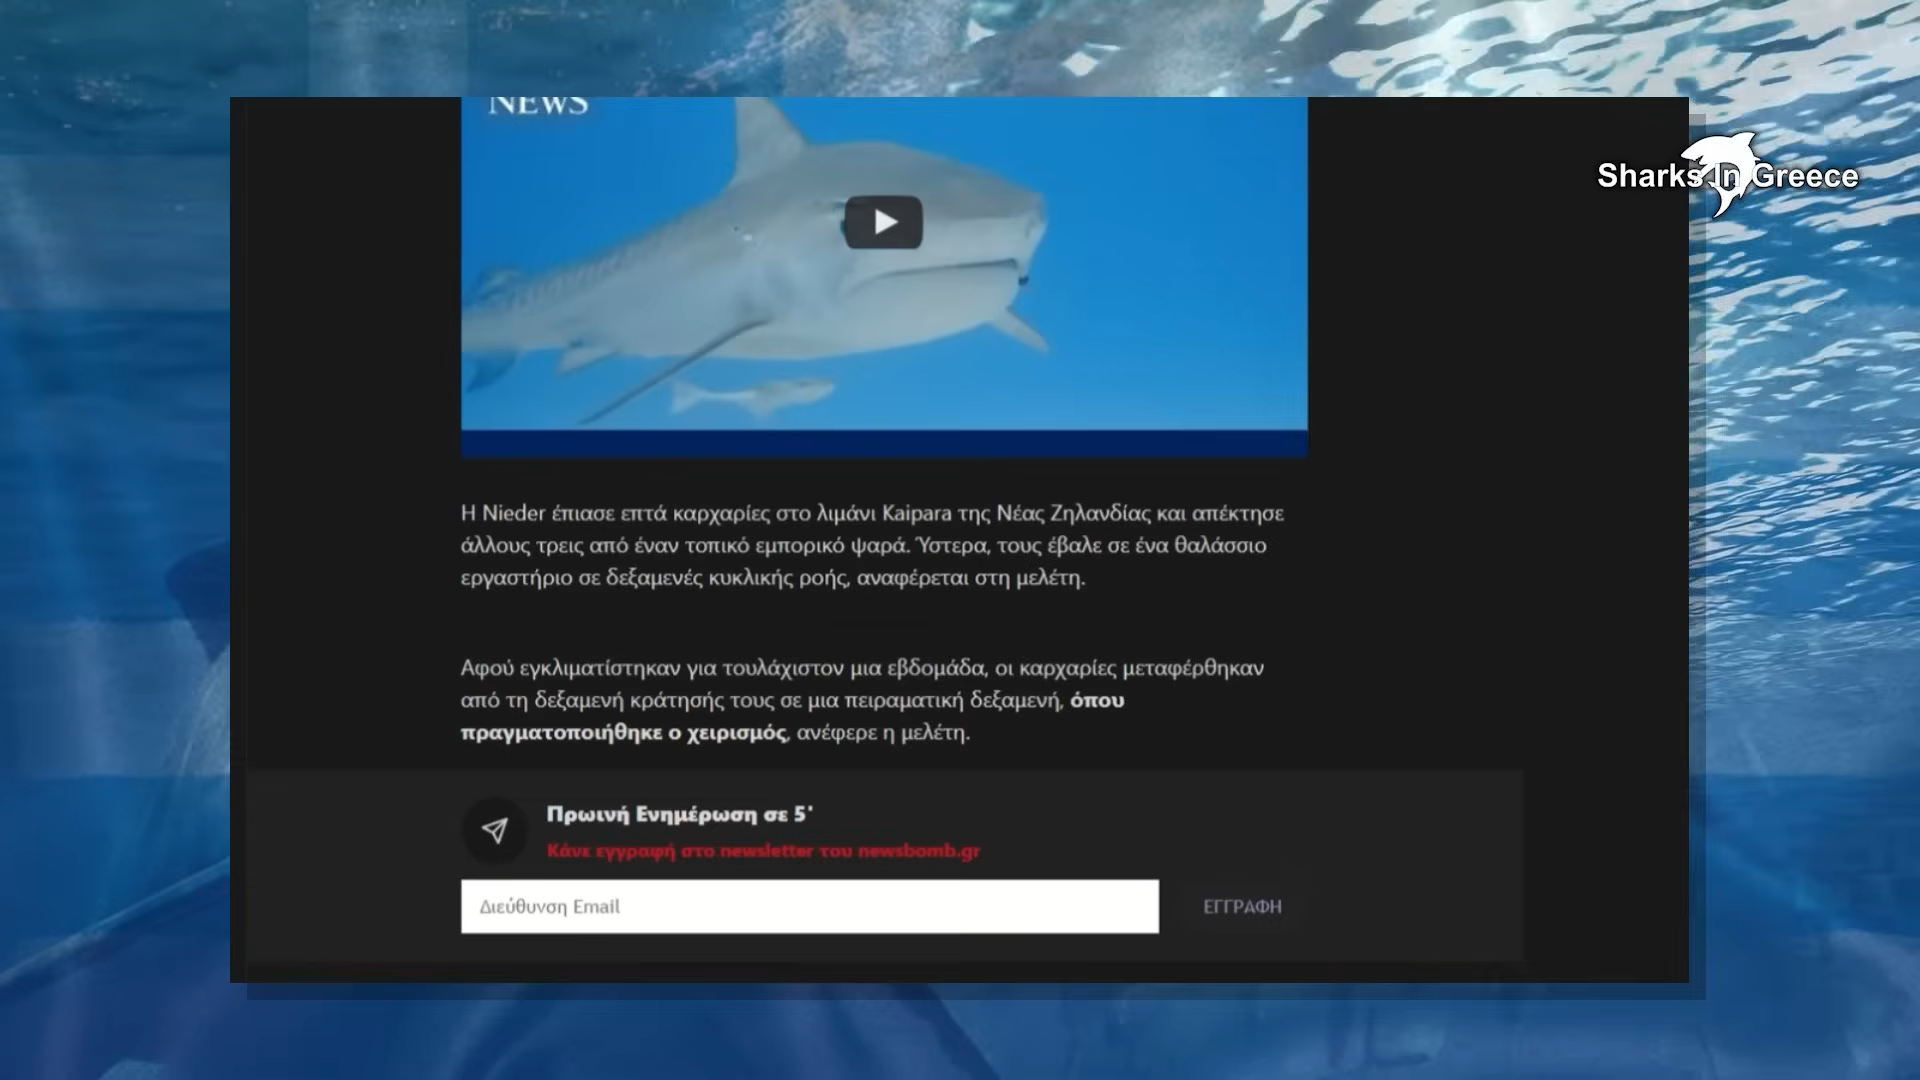 NEWS
Sharks In Greece
Η Nieder έπιασε επτά καρχαρίες στο λιμάνι Kaipara της Νέας Ζηλανδίας και απέκτησε
άλλους τρεις από έναν τοπικό εμπορικό ψαρά. Ύστερα, τους έβαλε σε ένα θαλάσσιο
εργαστήριο σε δεξαμενές κυκλικής ροής, αναφέρεται στη μελέτη.
Αφού εγκλιματίστηκαν για τουλάχιστον μια εβδομάδα, οι καρχαρίες μεταφέρθηκαν
από τη δεξαμενή κράτησής τους σε μια πειραματική δεξαμενή, όπου
πραγματοποιήθηκε ο χειρισμός, ανέφερε η μελέτη.
Πρωινή Ενημέρωση σε 5'
Κάνε εγγραφή στο newsletter του newsbomb.gr
Διεύθυνση Email
ΕΓΓΡΑΦΗ